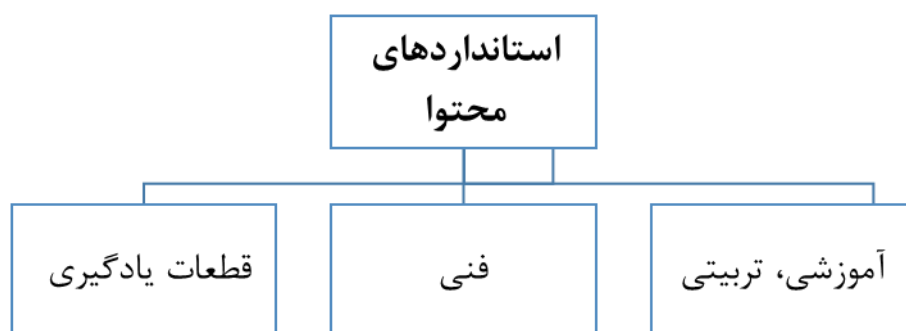 استانداردهای
محتوا
آموزشی، تربیتی
فنی
قطعات یادگیری